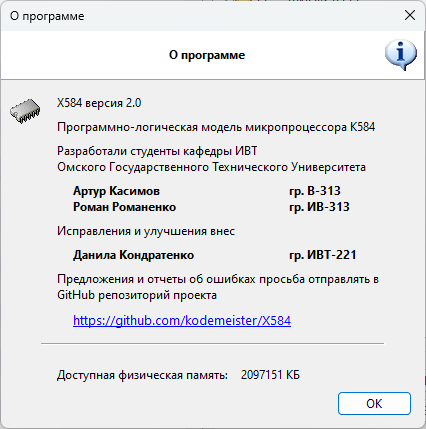 О программе
О программе
X584 версия 2.0
Программно-логическая модель микропроцессора К584
Разработали студенты кафедры ИВТ
Омского Государственного Технического Университета
Артур Касимов гр. В-313
Роман Романенко гр. ИВ-313
Исправления и улучшения внес
Данила Кондратенко гр. ИВТ-221
Предложения и отчеты об ошибках просьба отправлять в
GitHub репозиторий проекта
https://github.com/kodemeister/X584
Доступная физическая память: 2097151 КБ
ОК